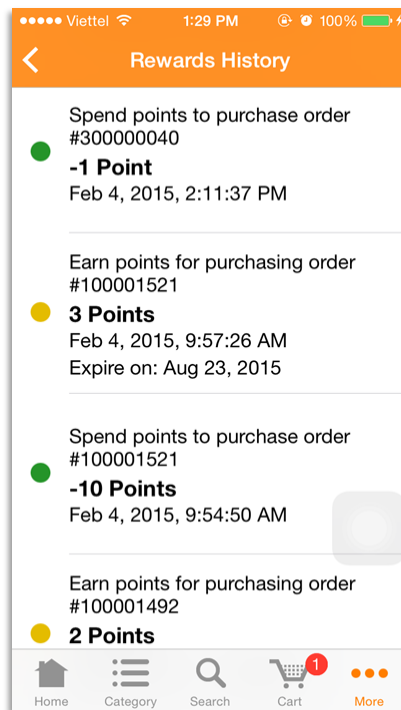 Viettel 1:29 PM 100%
Rewards History
Spend points to purchase order
#300000040
-1 Point
Feb 4, 2015, 2:11:37 PM
Earn points for purchasing order
#100001521
3 Points
Feb 4, 2015, 9:57:26 AM
Expire on: Aug 23, 2015
Spend points to purchase order
#100001521
-10 Points
Feb 4, 2015, 9:54:50 AM
Earn points for purchasing order
#100001492
2 Points
1
Home Category Search Cart More